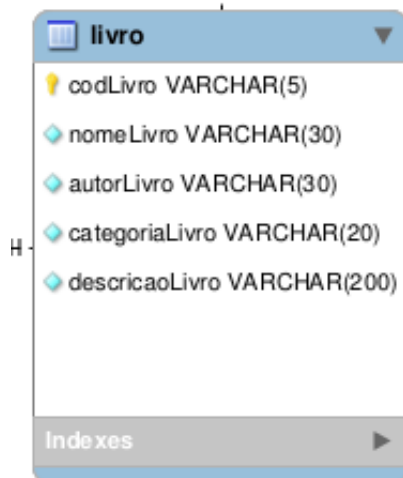 livro
codLivro VARCHAR(5)
nomeLivro VARCHAR(30)
autorLivro VARCHAR(30)
categoriaLivro VARCHAR(20)
descricaoLivro VARCHAR(200)
Indexes